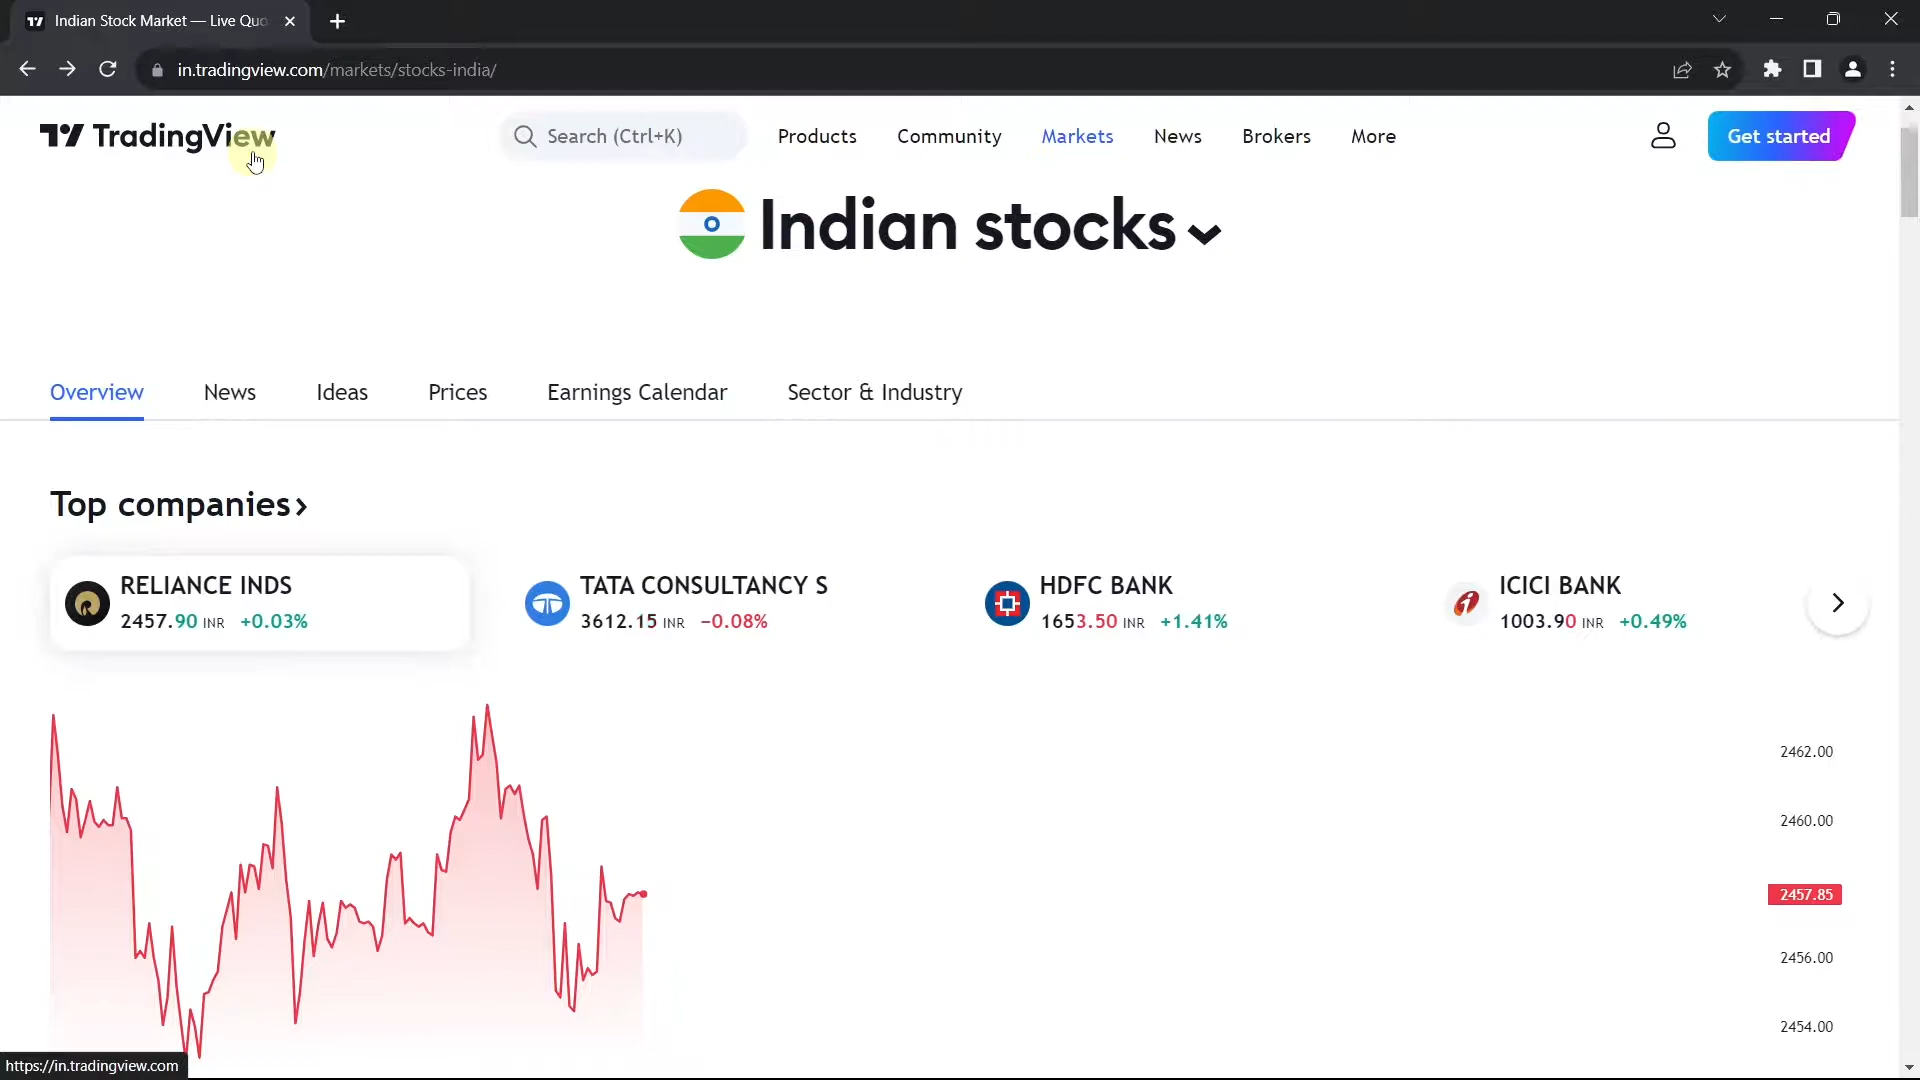 Indian Stock Market — Live Quo
in.tradingview.com/markets/stocks-india/
TradingView
Search (Ctrl+K)
Products
Community
Markets
News
Brokers
More
Get started
Indian stocks
Overview
News
Ideas
Prices
Earnings Calendar
Sector & Industry
Top companies
RELIANCE INDS
2457.90 INR +0.03%
TATA CONSULTANCY S
3612.15 INR −0.08%
HDFC BANK
1653.50 INR +1.41%
ICICI BANK
1003.90 INR +0.49%
2462.00
2460.00
2457.85
2456.00
2454.00
https://in.tradingview.com